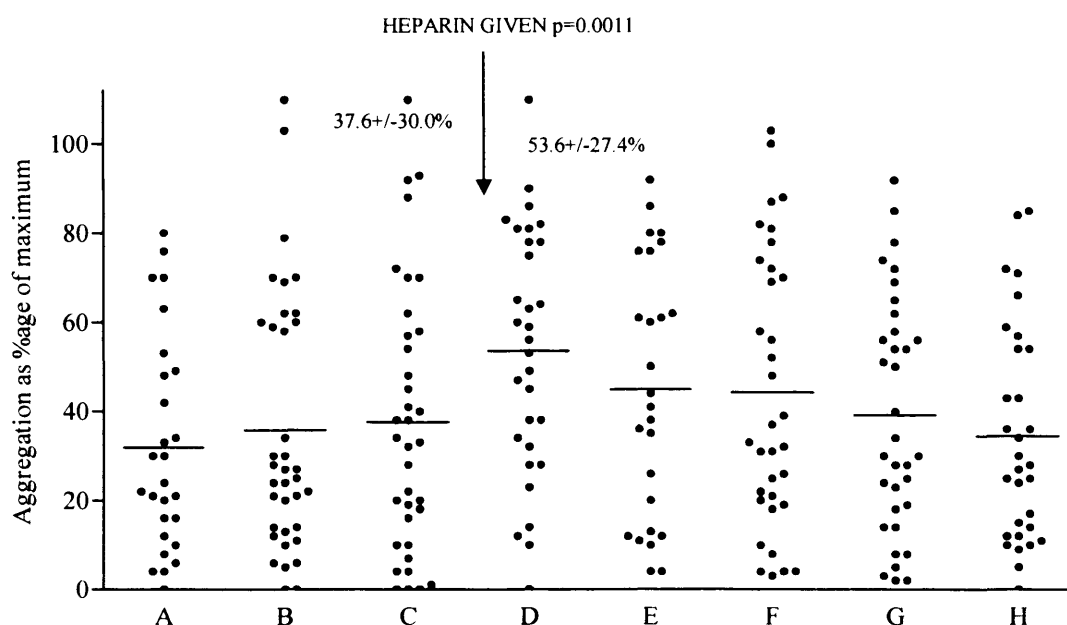 HEPARIN GIVEN p=0.0011
37.6+/-30.0%
53.6+/-27.4%
Aggregation as %age of maximum
100
80
60
40
20
0
A B C D E F G H